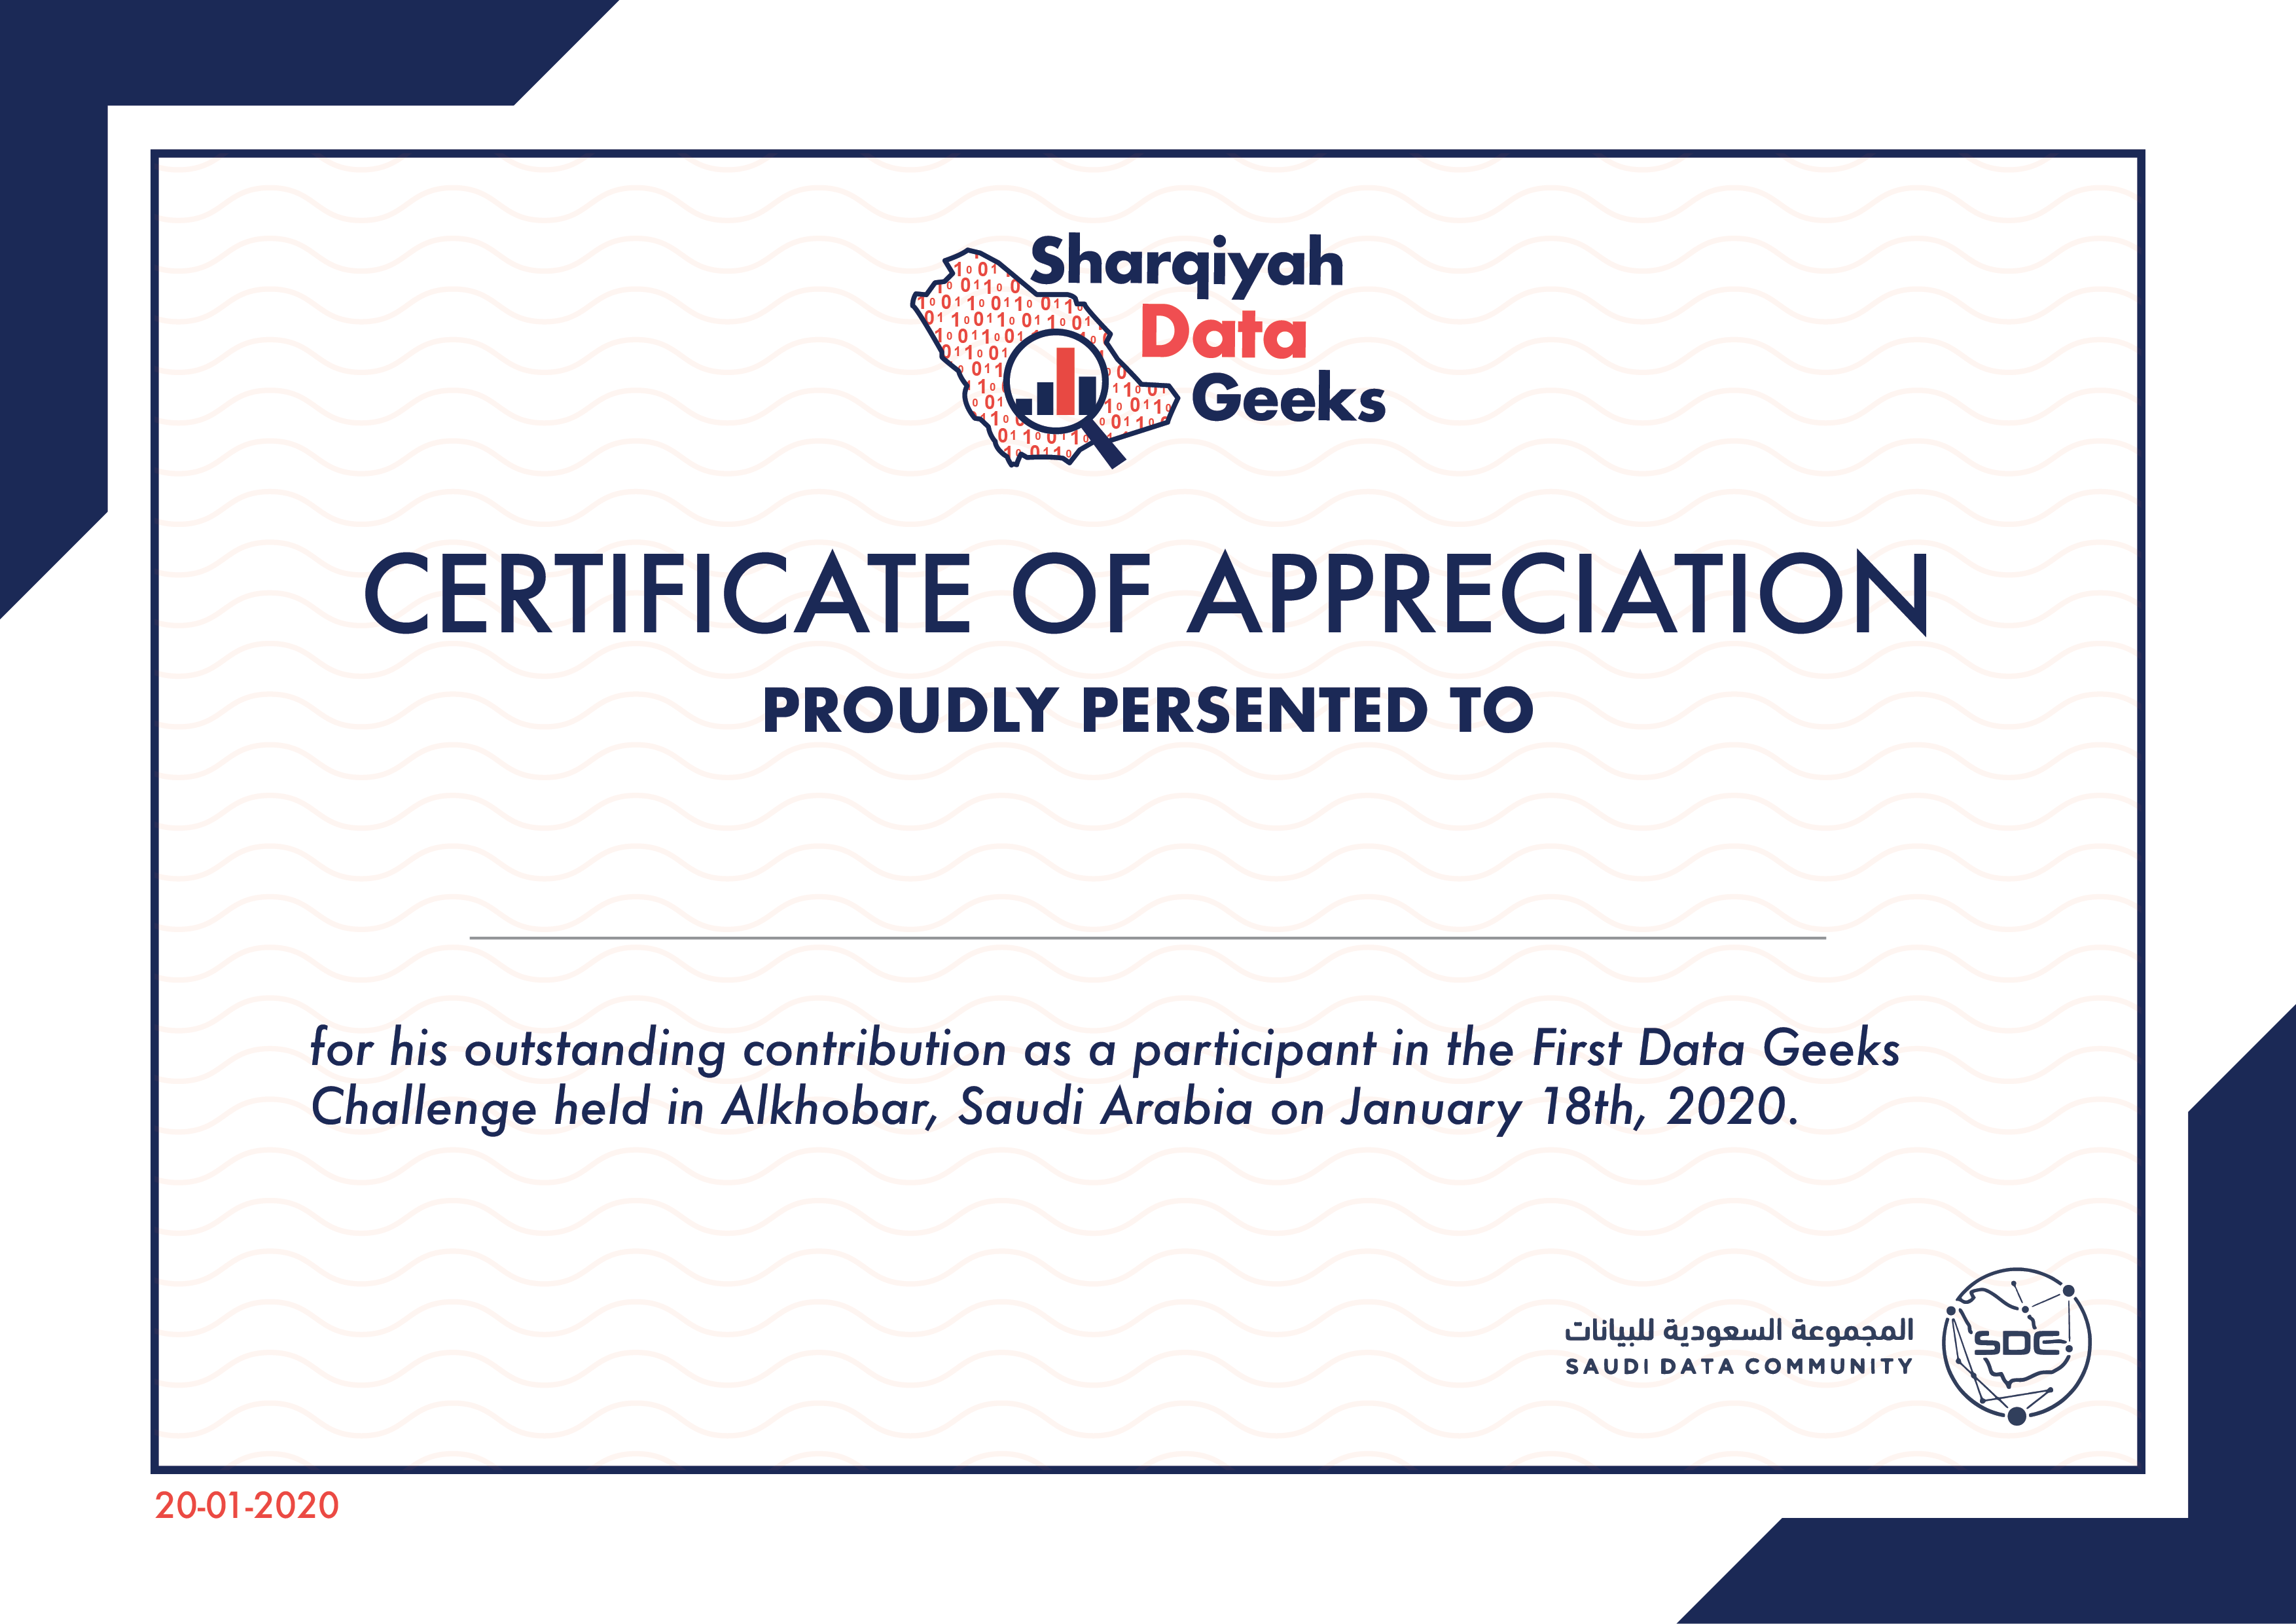 Sharqiyah
Data
Geeks
CERTIFICATE OF APPRECIATION
PROUDLY PERSENTED TO
for his outstanding contribution as a participant in the First Data Geeks
Challenge held in Alkhobar, Saudi Arabia on January 18th, 2020.
المجموعة السعودية للبيانات
SAUDI DATA COMMUNITY
SDC
20-01-2020